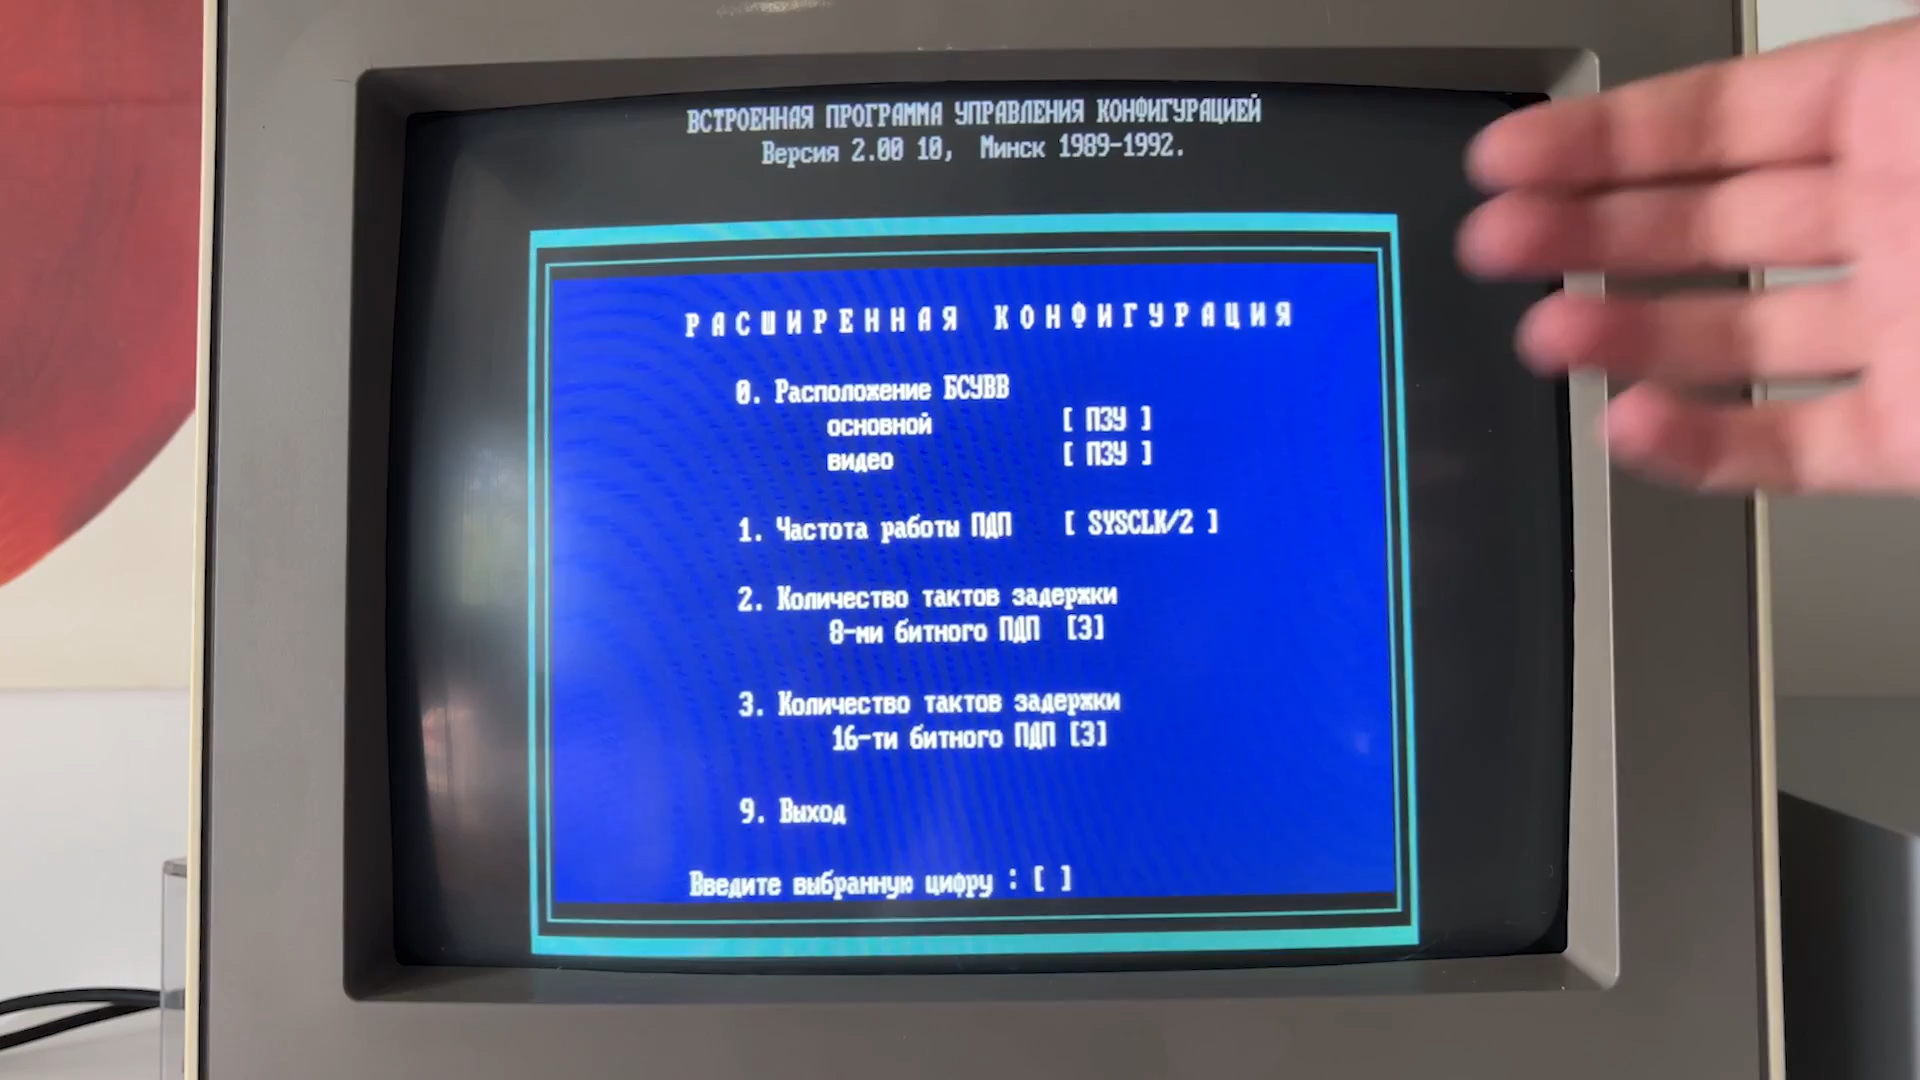 ВСТРОЕННАЯ ПРОГРАММА УПРАВЛЕНИЯ КОНФИГУРАЦИЕЙ
Версия 2.00 10, Минск 1989-1992.
РАСШИРЕННАЯ КОНФИГУРАЦИЯ
0. Расположение БСУВВ
основной [ ПЗУ ]
видео [ ПЗУ ]
1. Частота работы ПДП [ SYSCLK/2 ]
2. Количество тактов задержки
8-ми битного ПДП [3]
3. Количество тактов задержки
16-ти битного ПДП [3]
9. Выход
Введите выбранную цифру : [ ]